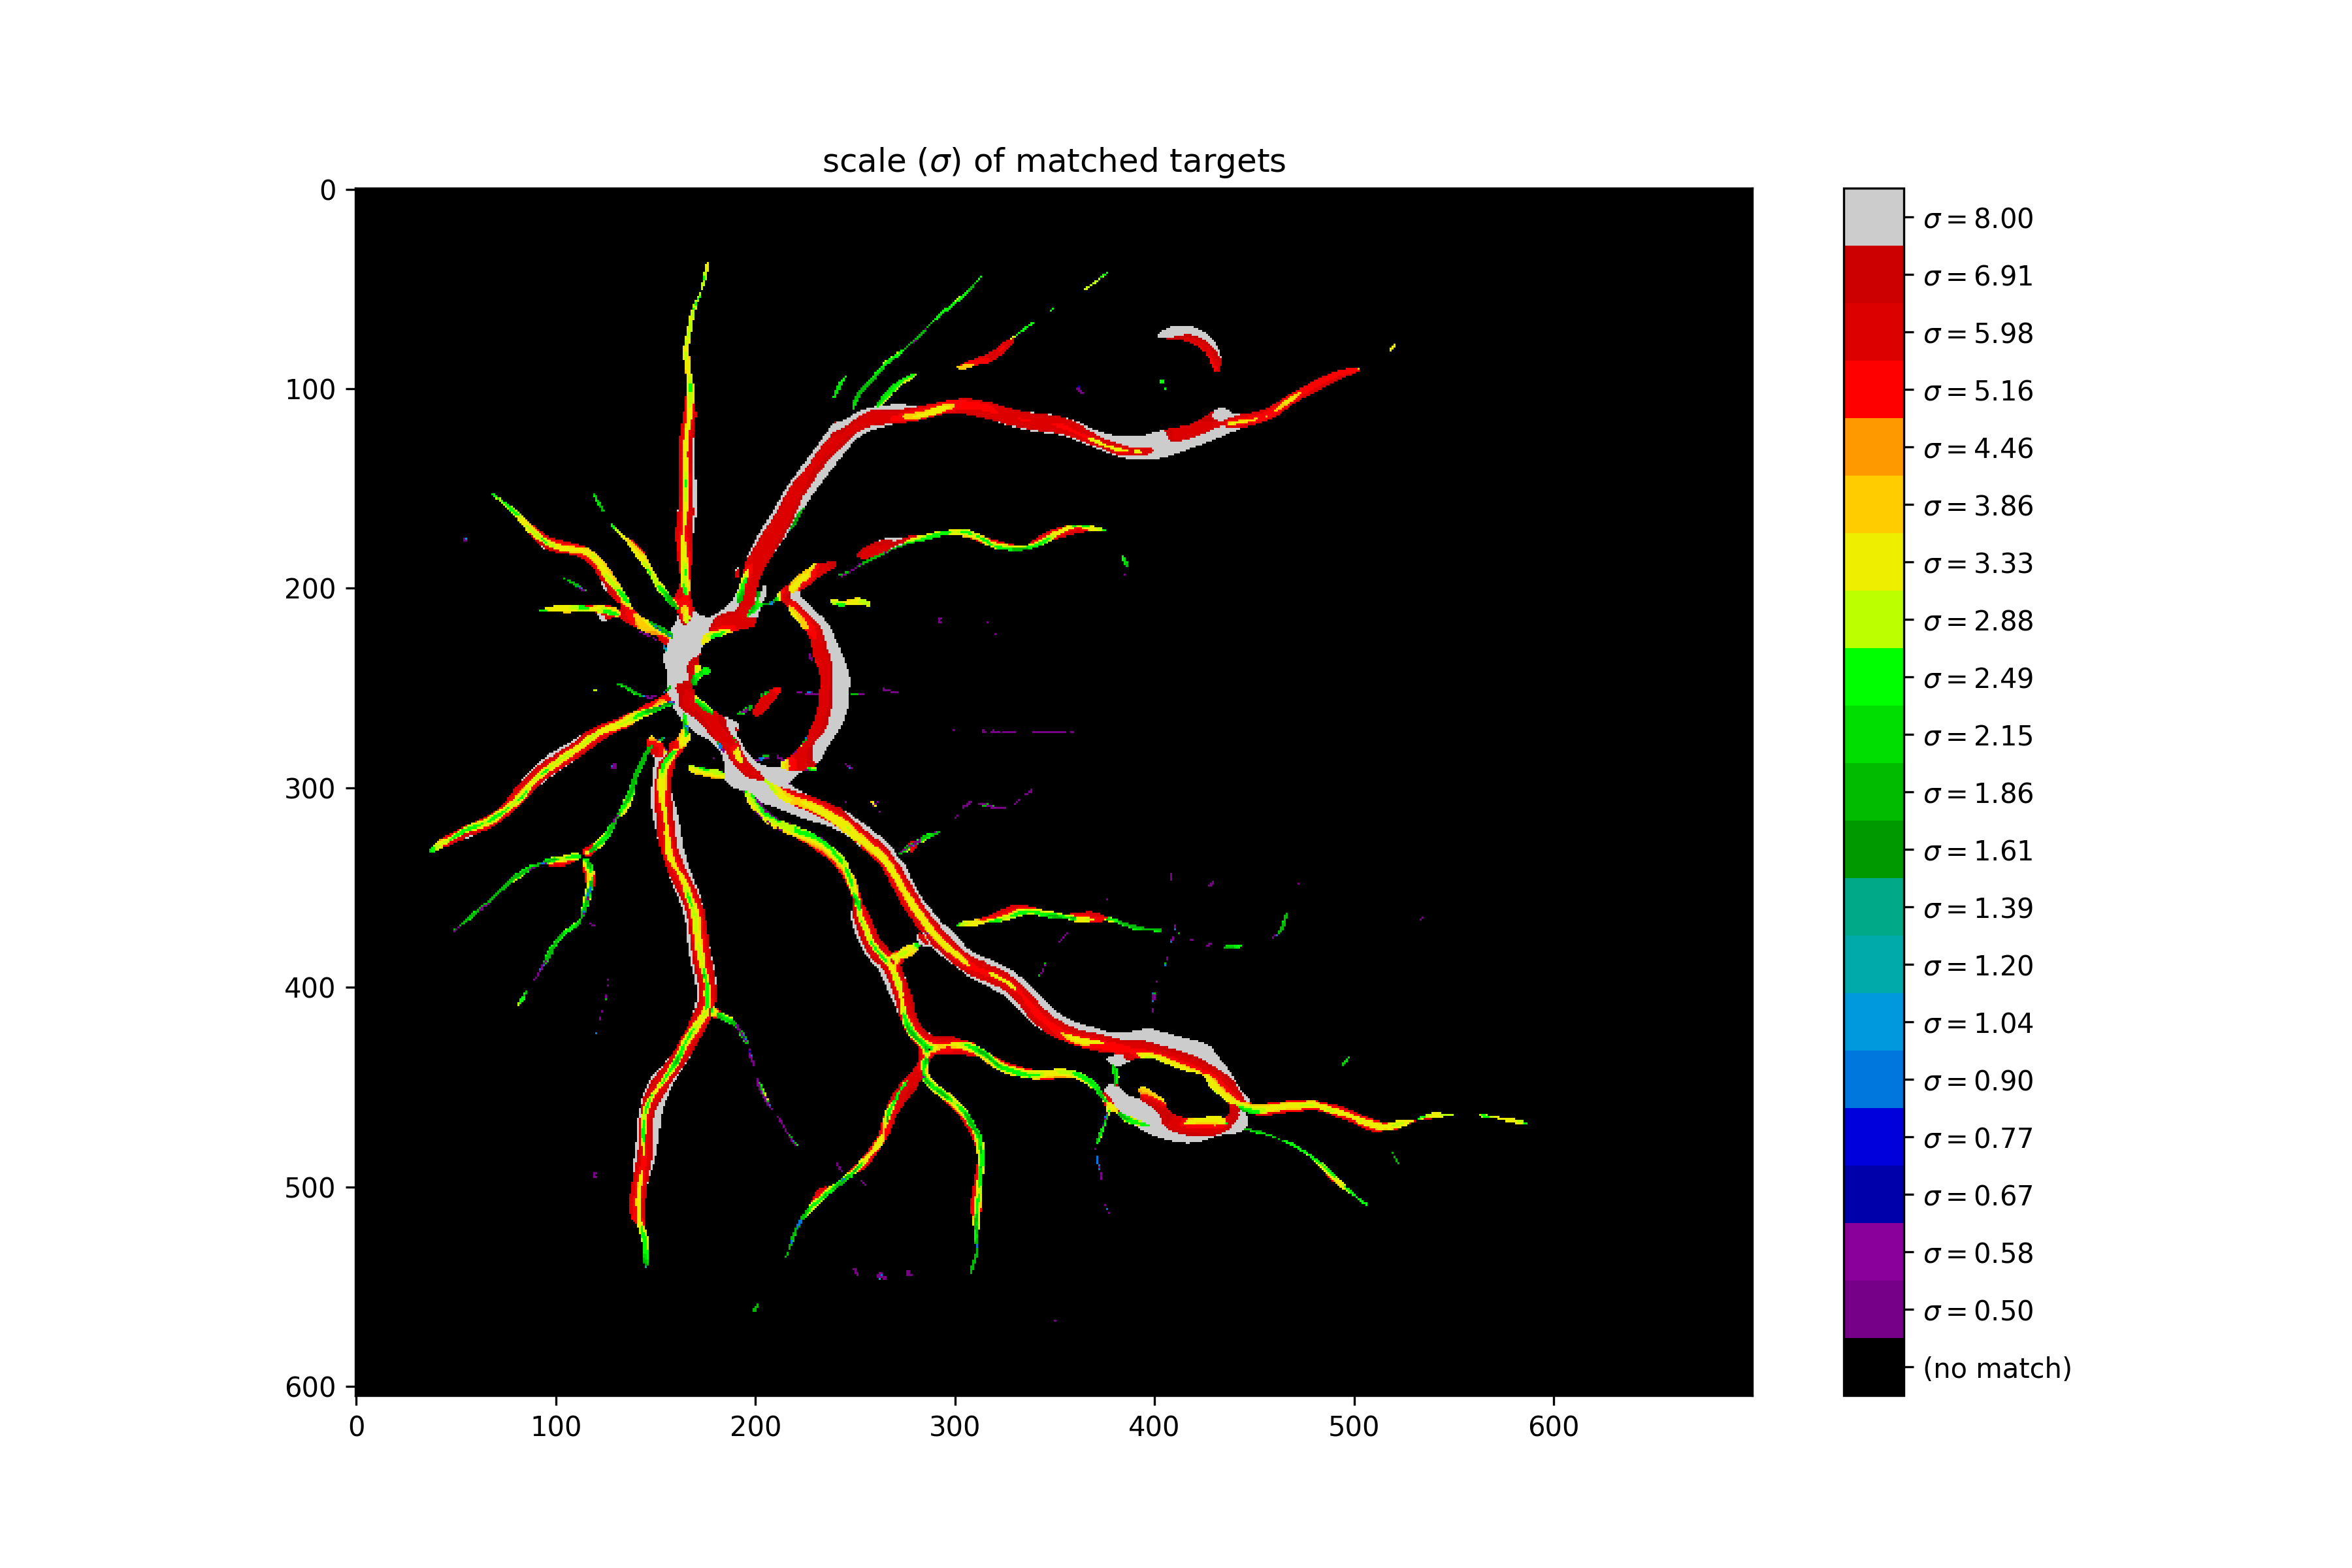 scale (σ) of matched targets
0
100
200
300
400
500
600
0 100 200 300 400 500 600
σ = 8.00
σ = 6.91
σ = 5.98
σ = 5.16
σ = 4.46
σ = 3.86
σ = 3.33
σ = 2.88
σ = 2.49
σ = 2.15
σ = 1.86
σ = 1.61
σ = 1.39
σ = 1.20
σ = 1.04
σ = 0.90
σ = 0.77
σ = 0.67
σ = 0.58
σ = 0.50
(no match)